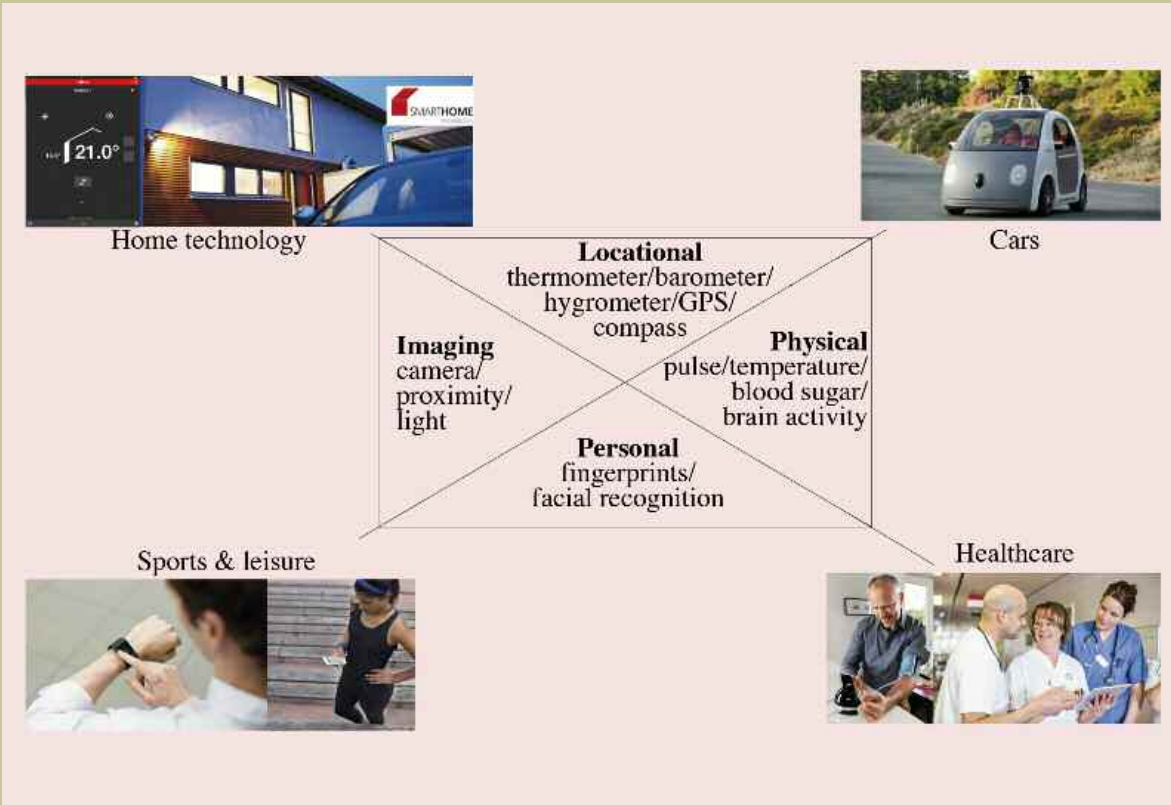 21.0°
SMARTHOME
Home technology
Cars
Locational
thermometer/barometer/
hygrometer/GPS/
compass
Imaging
camera/
proximity/
light
Physical
pulse/temperature/
blood sugar/
brain activity
Personal
fingerprints/
facial recognition
Sports & leisure
Healthcare